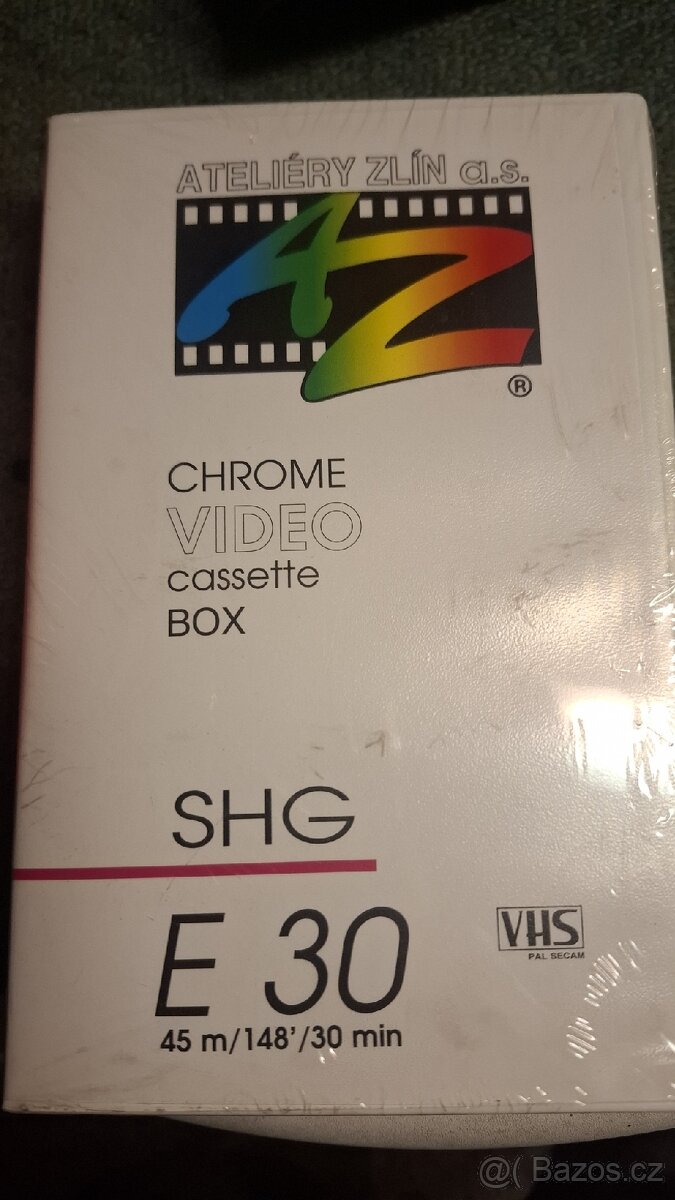 ATELIÉRY ZLÍN a.s.
AZ
®
CHROME
VIDEO
cassette
BOX
SHG
E 30
45 m/148'/30 min
VHS
PAL SECAM
@( Bazos.cz